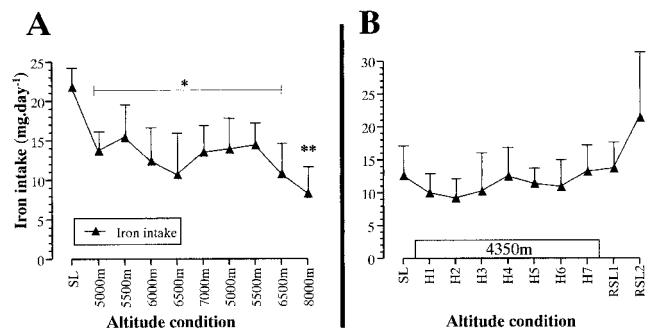 A
Iron intake (mg.day-1)
25
20
15
10
5
0
*
**
Iron intake
SL
5000m
5500m
6000m
6500m
7000m
5000m
5500m
6500m
8000m
Altitude condition
B
30
25
20
15
10
5
0
4350m
SL
H1
H2
H3
H4
H5
H6
H7
RSL1
RSL2
Altitude condition